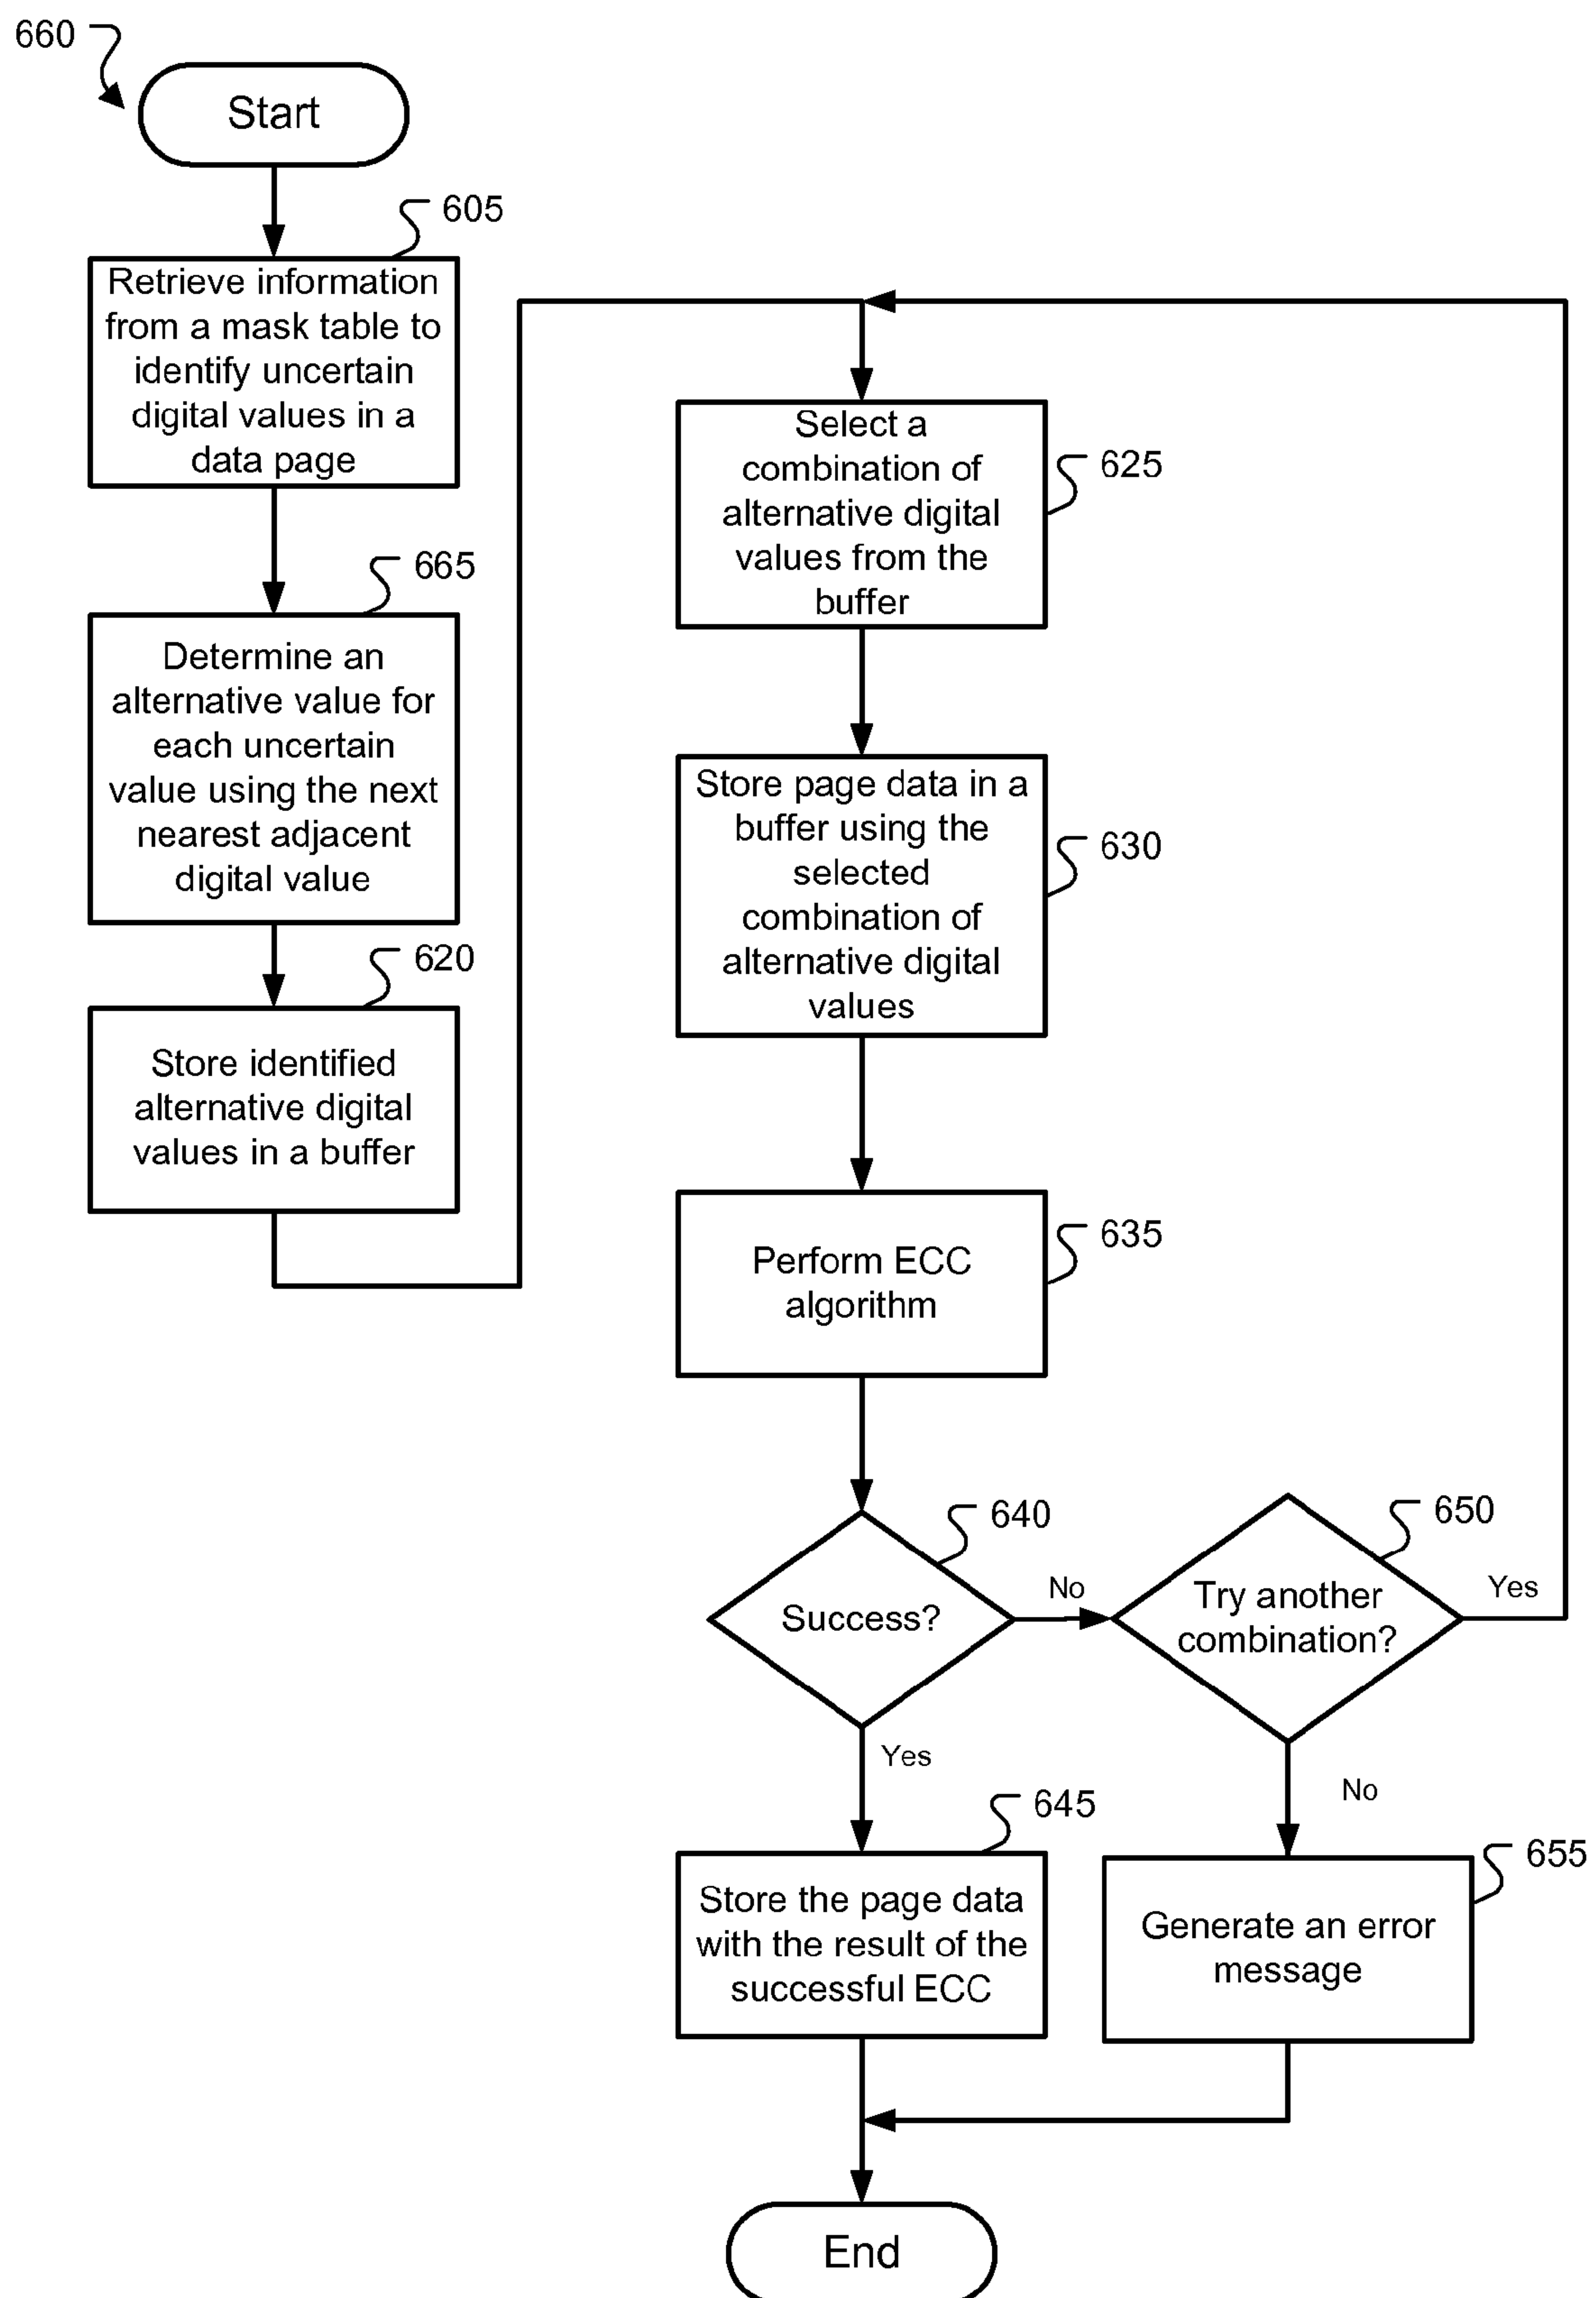 660
Start
605
Retrieve information
from a mask table to
identify uncertain
digital values in a
data page
665
Determine an
alternative value for
each uncertain
value using the next
nearest adjacent
digital value
620
Store identified
alternative digital
values in a buffer
Select a
combination of
alternative digital
values from the
buffer
625
Store page data in a
buffer using the
selected
combination of
alternative digital
values
630
Perform ECC
algorithm
635
640
Success?
No
Yes
650
Try another
combination?
Yes
No
645
Store the page data
with the result of the
successful ECC
655
Generate an error
message
End